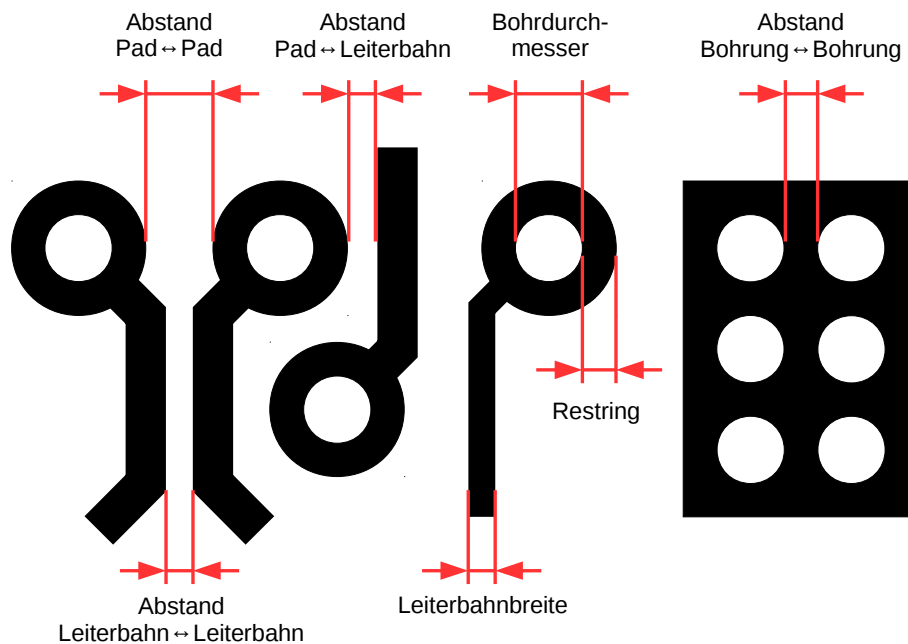 Abstand
Pad↔Pad
Abstand
Pad↔Leiterbahn
Bohrdurch-
messer
Abstand
Bohrung↔Bohrung
Restring
Leiterbahnbreite
Abstand
Leiterbahn↔Leiterbahn